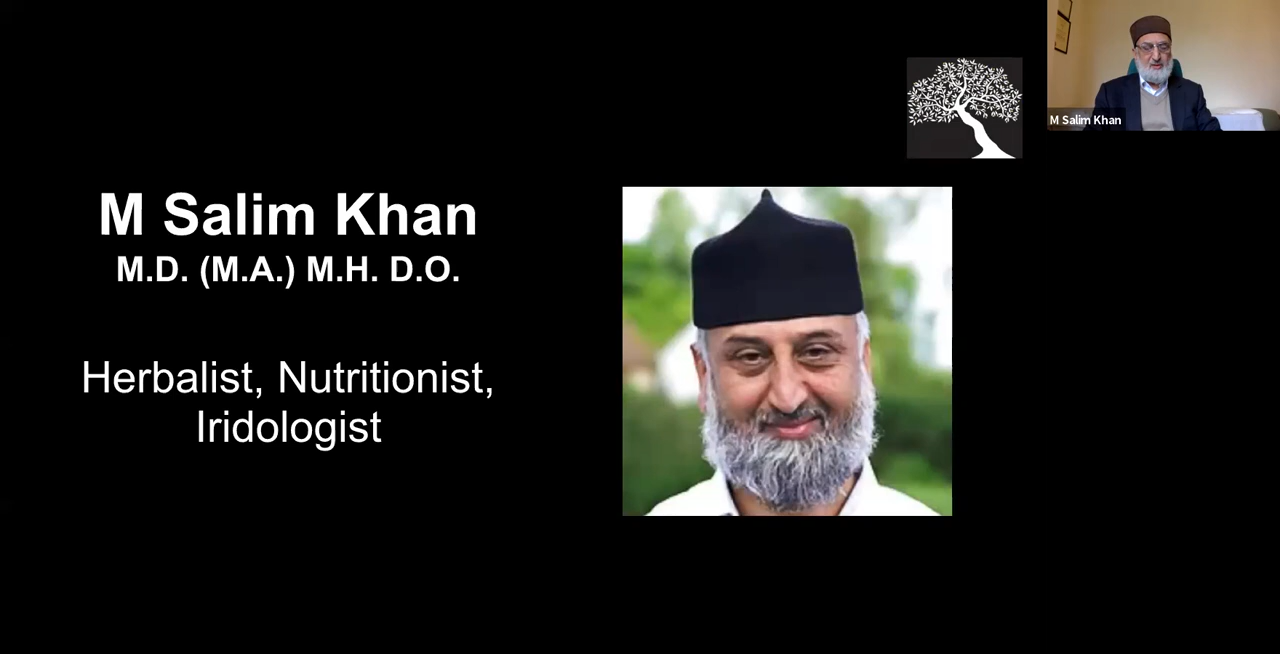 M Salim Khan
M Salim Khan
M.D. (M.A.) M.H. D.O.
Herbalist, Nutritionist,
Iridologist